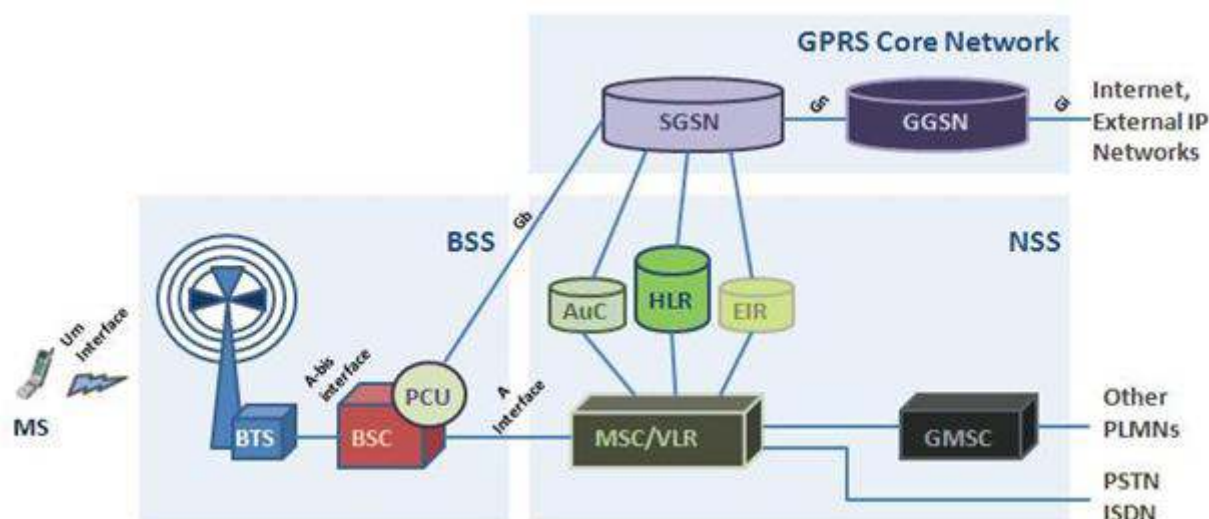 GPRS Core Network
SGSN
Gn
GGSN
Gi
Internet,
External IP
Networks
Gb
BSS
NSS
AuC
HLR
EIR
Um
Interface
MS
A-bis
interface
PCU
BTS
BSC
A
Interface
MSC/VLR
GMSC
Other
PLMNs
PSTN
ISDN